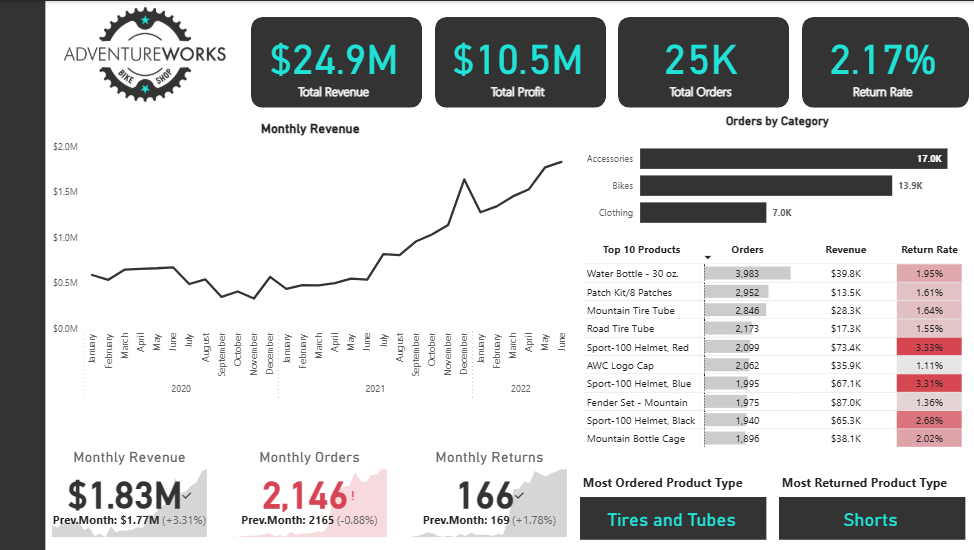 ADVENTUREWORKS
BIKE SHOP
$24.9M
Total Revenue
$10.5M
Total Profit
25K
Total Orders
2.17%
Return Rate
Monthly Revenue
$2.0M
$1.5M
$1.0M
$0.5M
$0.0M
January February March April May June July August September October November December January February March April May June July August September October November December January February March April May June
2020 2021 2022
Orders by Category
Accessories 17.0K
Bikes 13.9K
Clothing 7.0K
Top 10 Products Orders Revenue Return Rate
Water Bottle - 30 oz. 3,983 $39.8K 1.95%
Patch Kit/8 Patches 2,952 $13.5K 1.61%
Mountain Tire Tube 2,846 $28.3K 1.64%
Road Tire Tube 2,173 $17.3K 1.55%
Sport-100 Helmet, Red 2,099 $73.4K 3.33%
AWC Logo Cap 2,062 $35.9K 1.11%
Sport-100 Helmet, Blue 1,995 $67.1K 3.31%
Fender Set - Mountain 1,975 $87.0K 1.36%
Sport-100 Helmet, Black 1,940 $65.3K 2.68%
Mountain Bottle Cage 1,896 $38.1K 2.02%
Monthly Revenue
$1.83M
Prev.Month: $1.77M (+3.31%)
Monthly Orders
2,146!
Prev.Month: 2165 (-0.88%)
Monthly Returns
166
Prev.Month: 169 (+1.78%)
Most Ordered Product Type
Tires and Tubes
Most Returned Product Type
Shorts